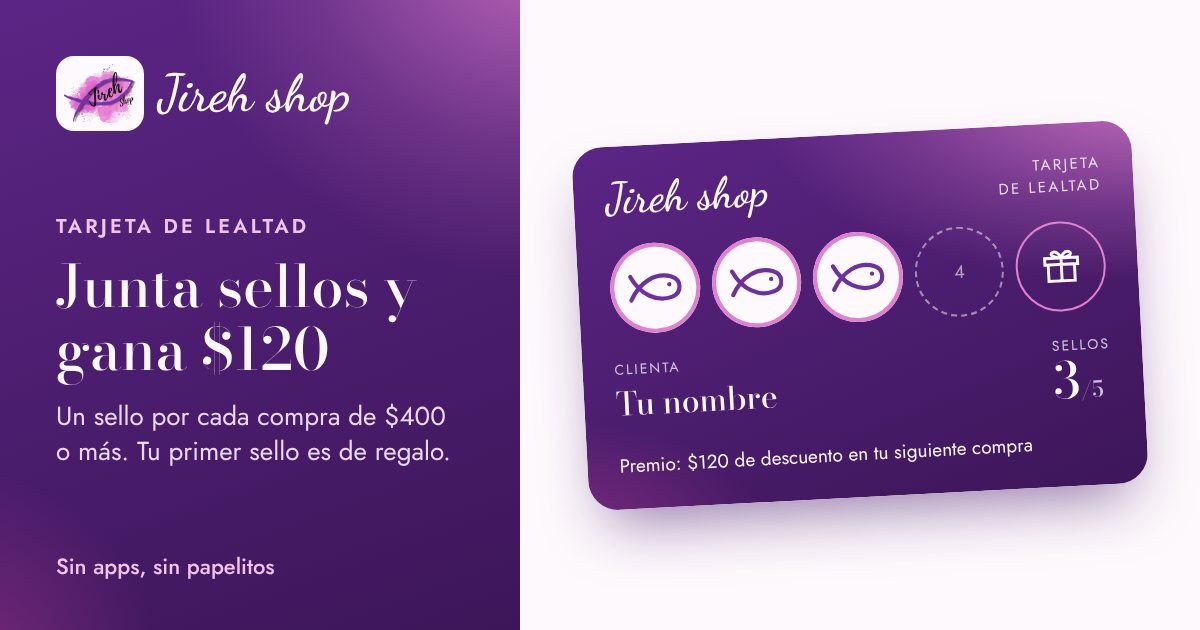 Jireh
Shop
Jireh shop
TARJETA DE LEALTAD
Junta sellos y
gana $120
Un sello por cada compra de $400
o más. Tu primer sello es de regalo.
Sin apps, sin papelitos
Jireh shop
TARJETA
DE LEALTAD
4
CLIENTA
Tu nombre
SELLOS
3/5
Premio: $120 de descuento en tu siguiente compra